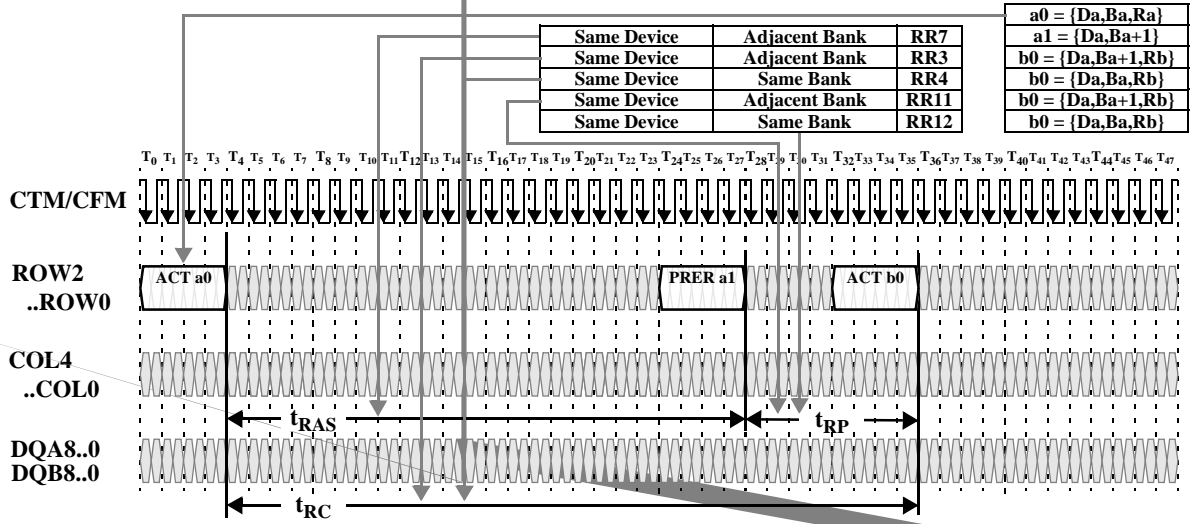 a0 = {Da,Ba,Ra}
Same Device Adjacent Bank RR7 a1 = {Da,Ba+1}
Same Device Adjacent Bank RR3 b0 = {Da,Ba+1,Rb}
Same Device Same Bank RR4 b0 = {Da,Ba,Rb}
Same Device Adjacent Bank RR11 b0 = {Da,Ba+1,Rb}
Same Device Same Bank RR12 b0 = {Da,Ba,Rb}
T0 T1 T2 T3 T4 T5 T6 T7 T8 T9 T10 T11 T12 T13 T14 T15 T16 T17 T18 T19 T20 T21 T22 T23 T24 T25 T26 T27 T28 T29 T30 T31 T32 T33 T34 T35 T36 T37 T38 T39 T40 T41 T42 T43 T44 T45 T46 T47
CTM/CFM
ROW2 ACT a0 PRER a1 ACT b0
..ROW0
COL4
..COL0
tRAS tRP
DQA8..0
DQB8..0
tRC